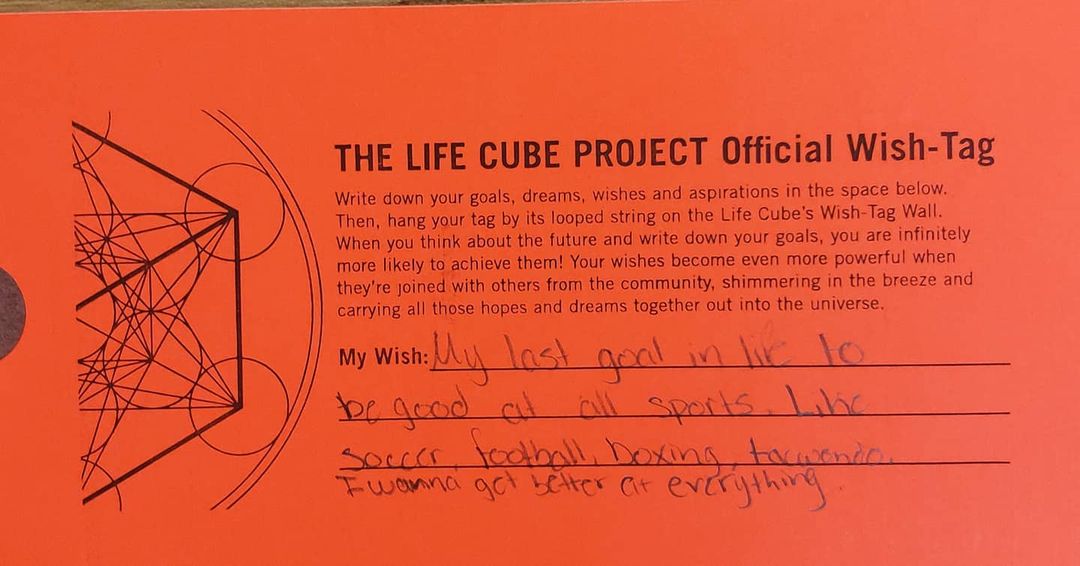 THE LIFE CUBE PROJECT Official Wish-Tag
Write down your goals, dreams, wishes and aspirations in the space below.
Then, hang your tag by its looped string on the Life Cube's Wish-Tag Wall.
When you think about the future and write down your goals, you are infinitely
more likely to achieve them! Your wishes become even more powerful when
they're joined with others from the community, shimmering in the breeze and
carrying all those hopes and dreams together out into the universe.
My Wish: My last goal in life to
be good at all sports. Like
soccer, football, boxing, taewondo.
I wanna get better at everything.